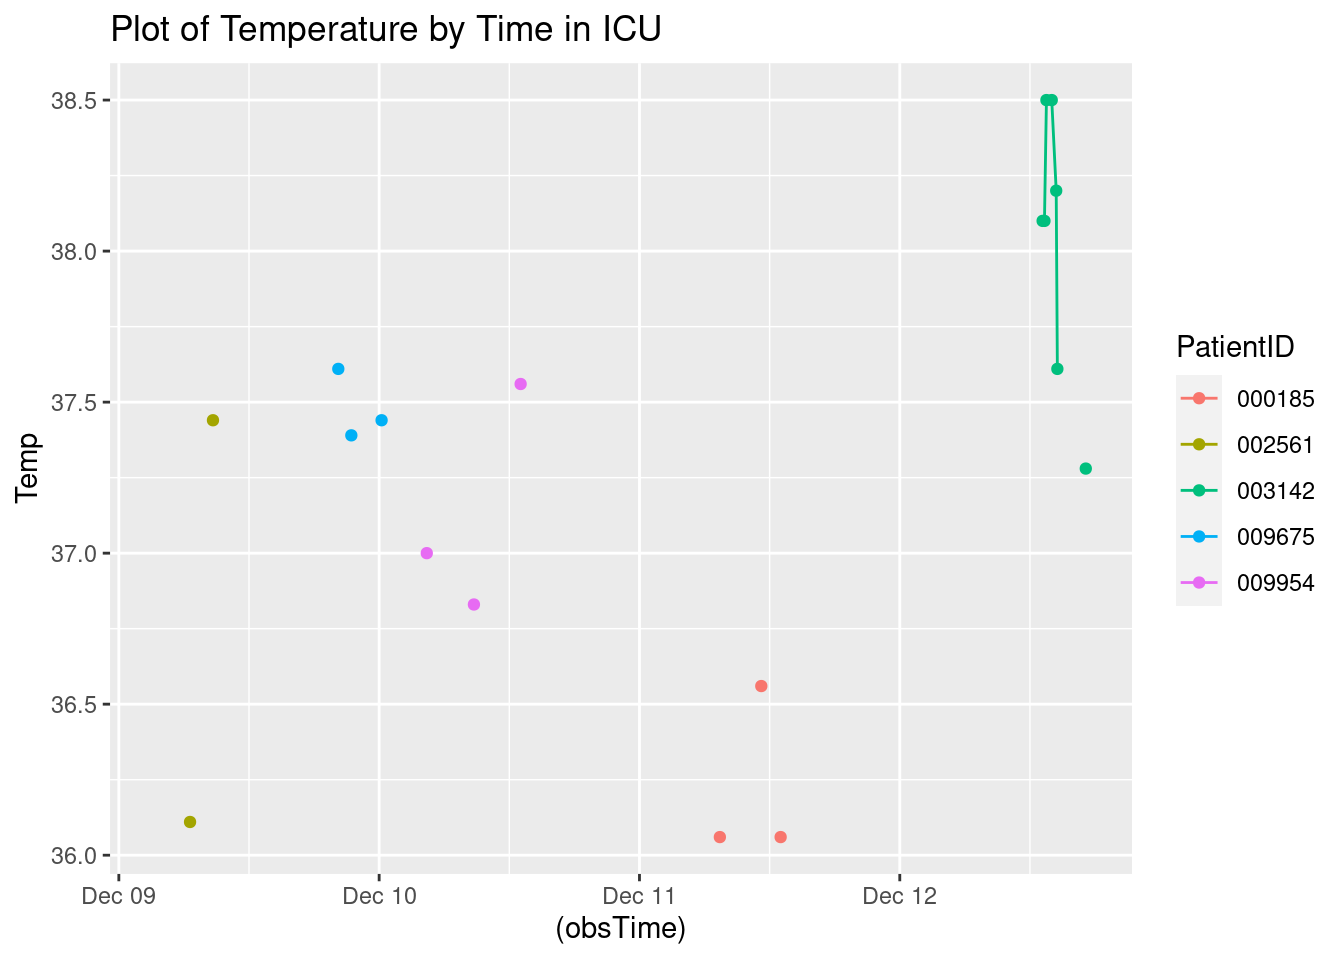 Plot of Temperature by Time in ICU
38.5
38.0
37.5
37.0
36.5
36.0
Temp
Dec 09 Dec 10 Dec 11 Dec 12
(obsTime)
PatientID
000185
002561
003142
009675
009954